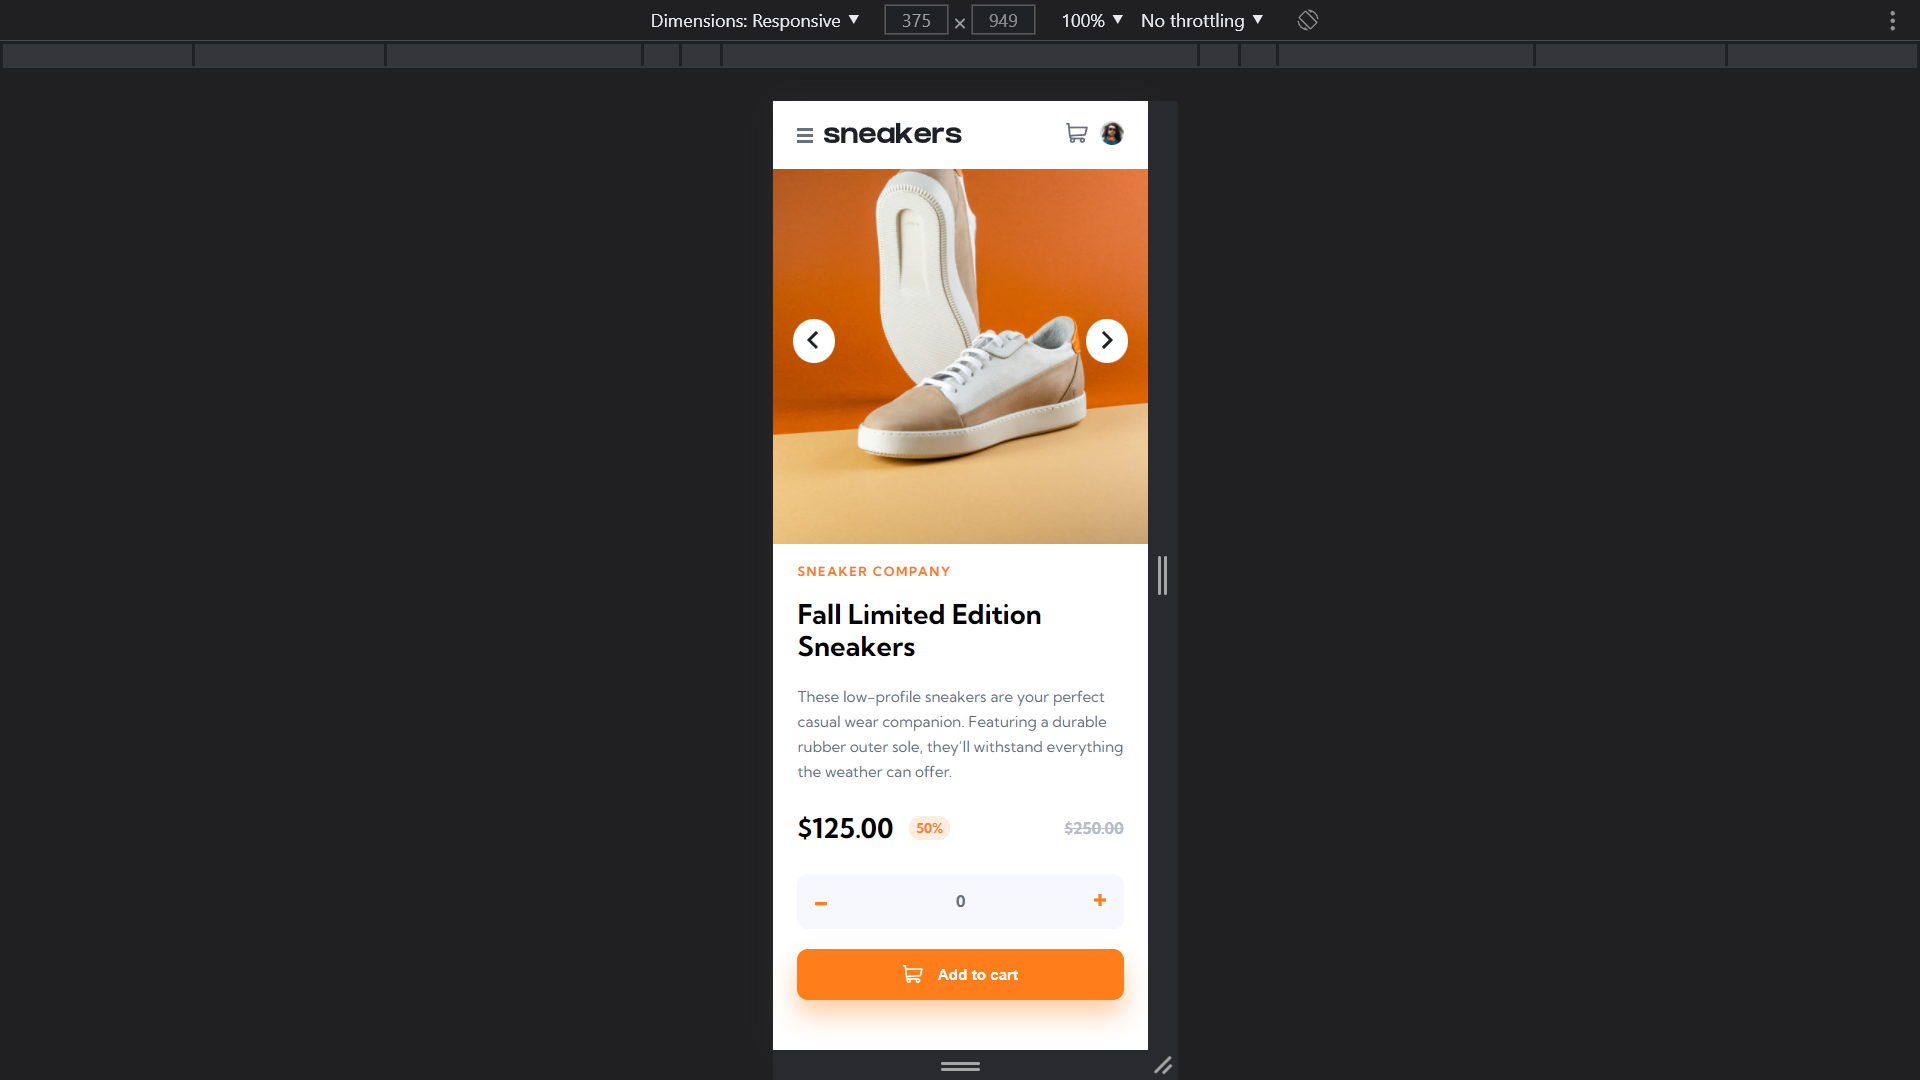 Dimensions: Responsive ▼ 375 × 949 100% ▼ No throttling ▼
sneakers
SNEAKER COMPANY
Fall Limited Edition
Sneakers
These low-profile sneakers are your perfect
casual wear companion. Featuring a durable
rubber outer sole, they'll withstand everything
the weather can offer.
$125.00 50% $250.00
– 0 +
Add to cart